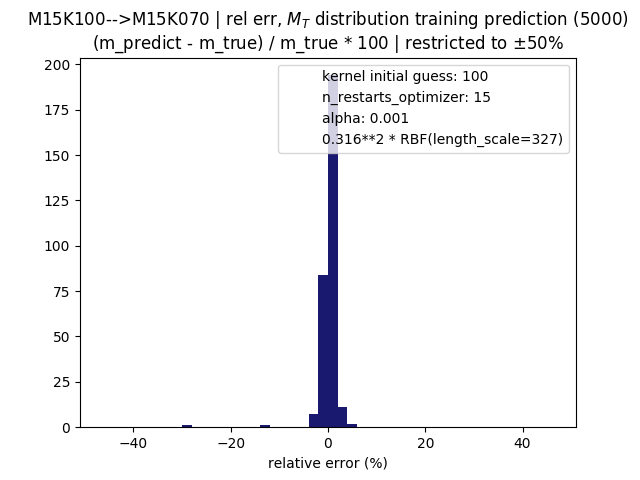 M15K100-->M15K070 | rel err, M_T distribution training prediction (5000)
(m_predict - m_true) / m_true * 100 | restricted to ±50%
kernel initial guess: 100
n_restarts_optimizer: 15
alpha: 0.001
0.316**2 * RBF(length_scale=327)
200
175
150
125
100
75
50
25
0
−40 −20 0 20 40
relative error (%)